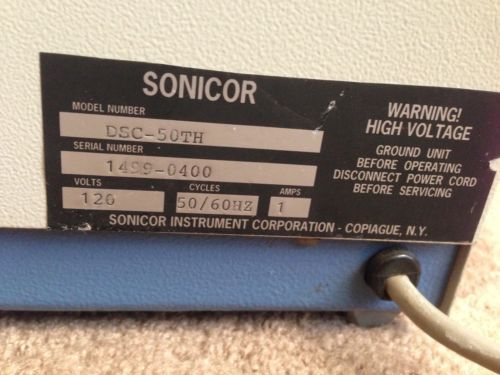 SONICOR
MODEL NUMBER
DSC-50TH
SERIAL NUMBER
1499-0400
VOLTS CYCLES AMPS
120 50/60HZ 1
SONICOR INSTRUMENT CORPORATION - COPIAGUE, N.Y.
WARNING!
HIGH VOLTAGE
GROUND UNIT
BEFORE OPERATING
DISCONNECT POWER CORD
BEFORE SERVICING